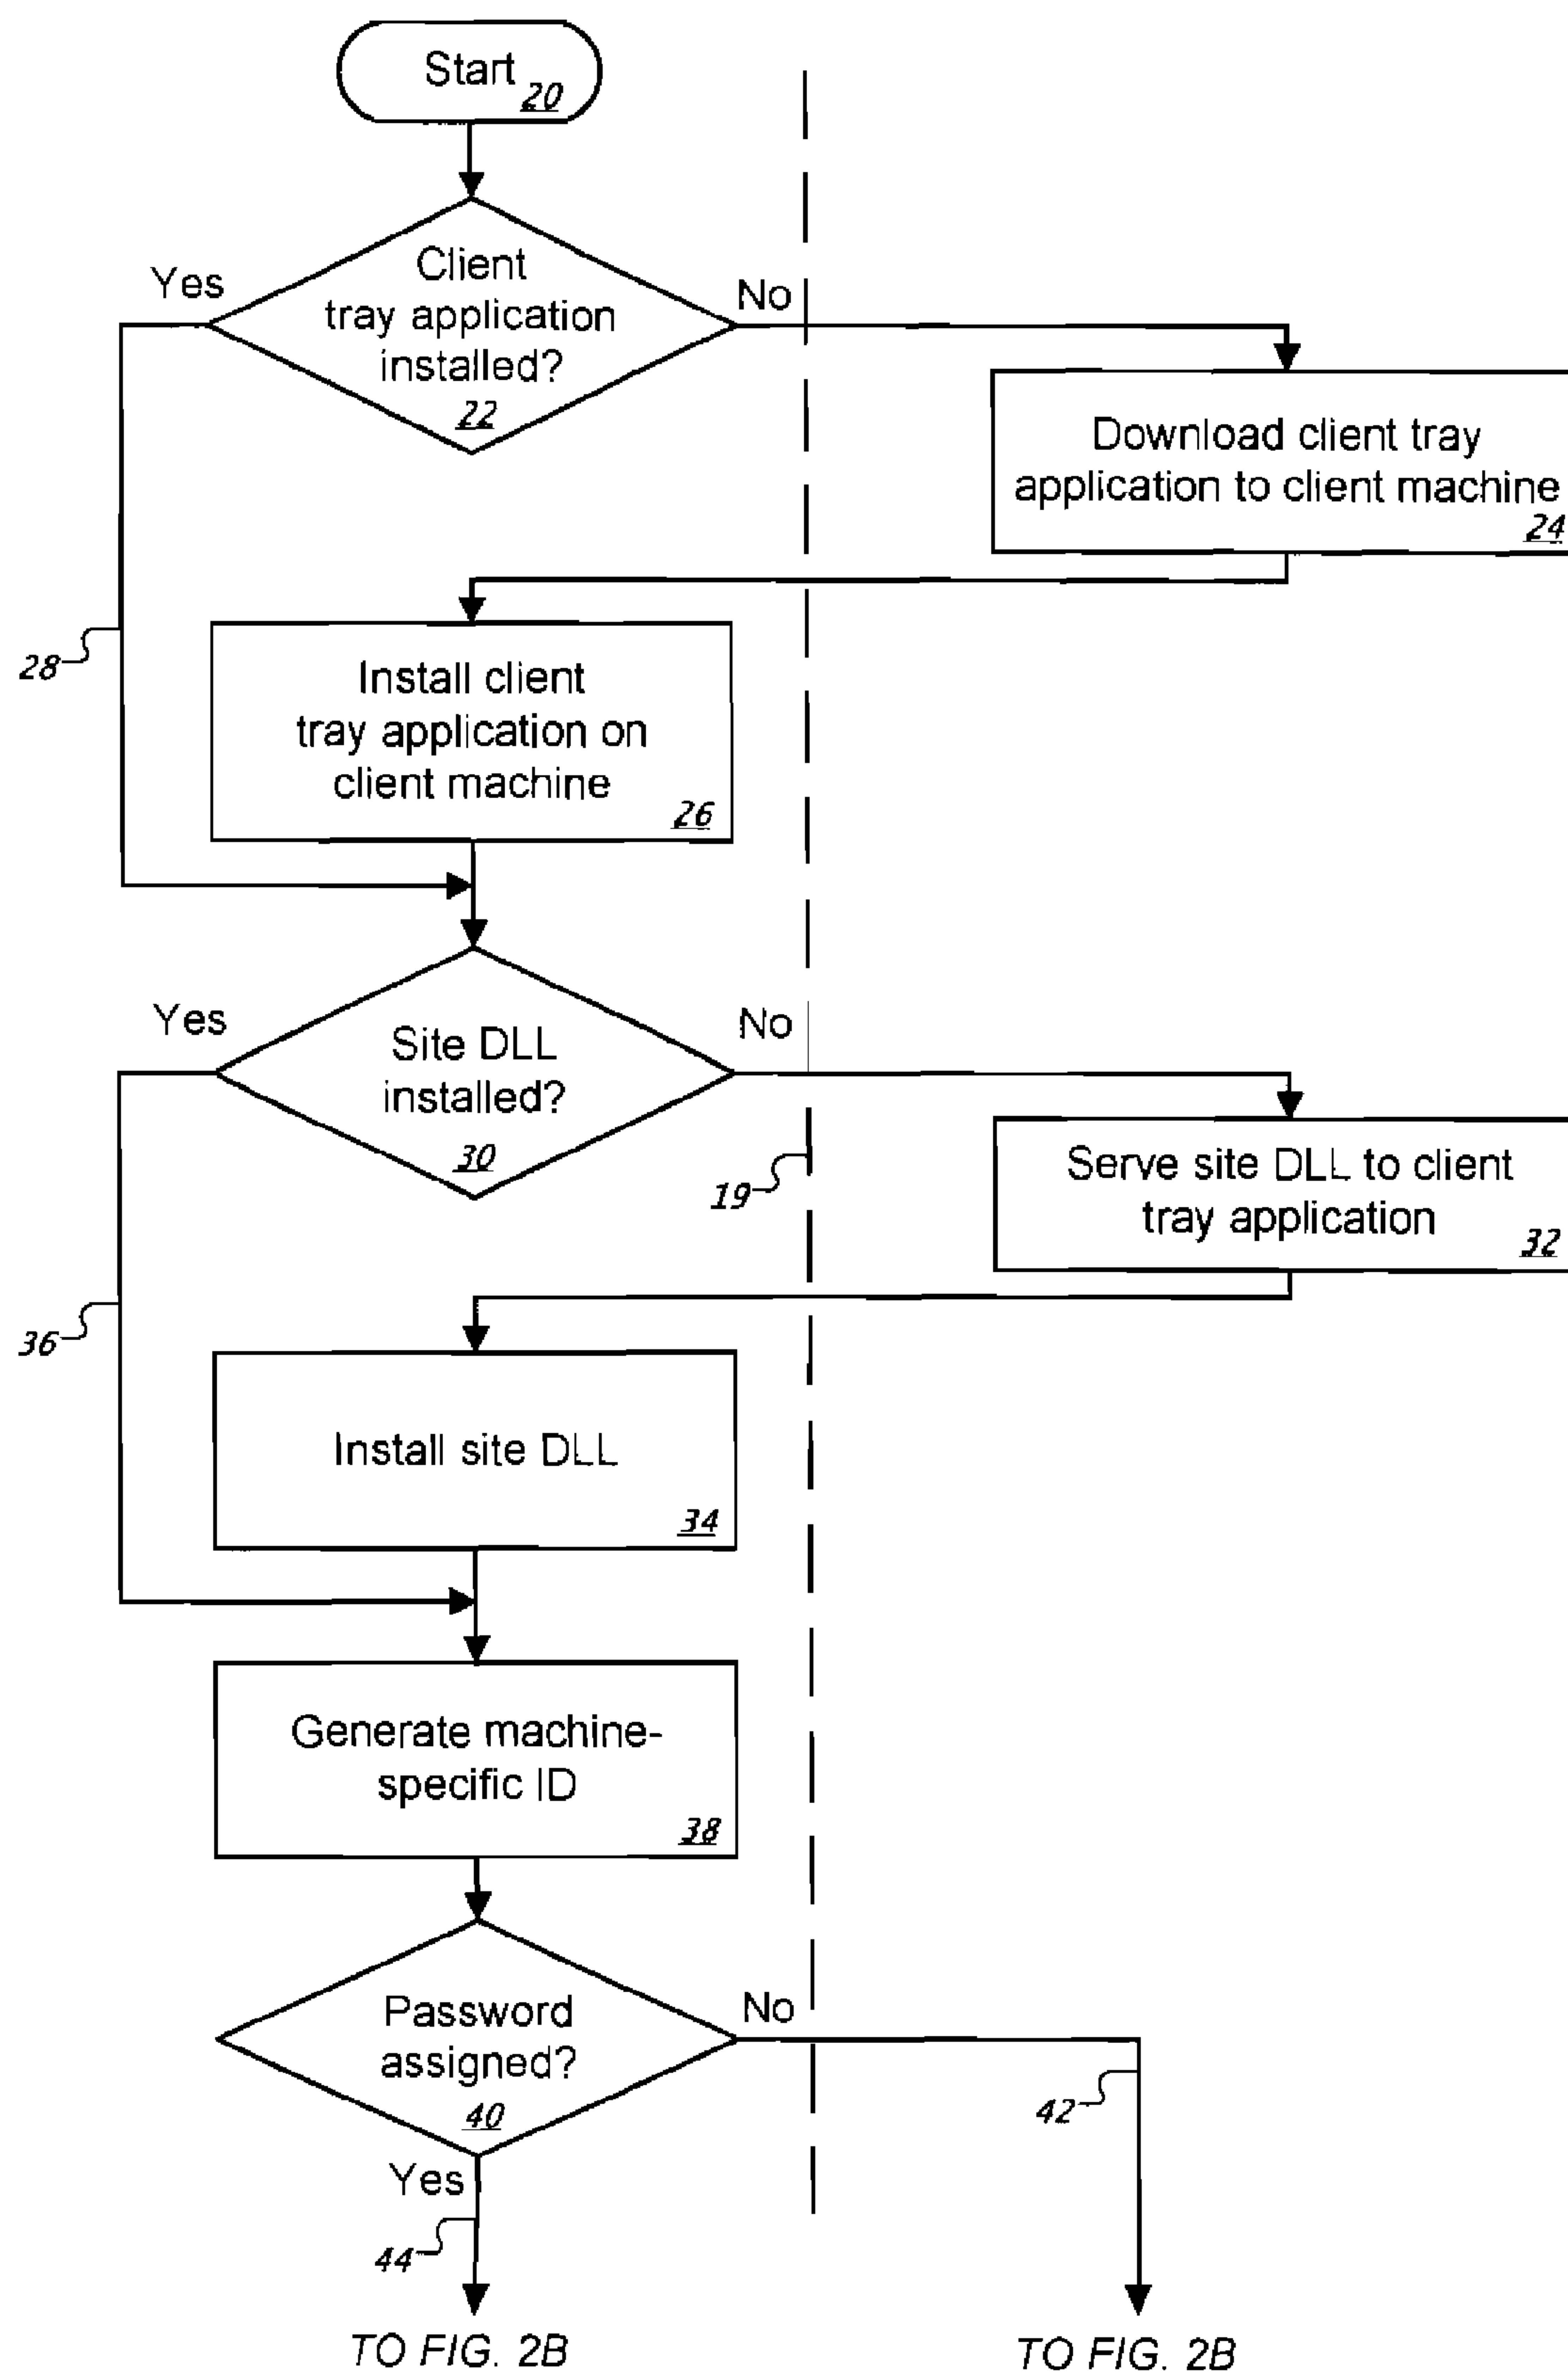 Start
20
Client
tray application
installed?
22
Yes
No
Download client tray
application to client machine
24
28
Install client
tray application on
client machine
26
Site DLL
installed?
30
Yes
No
19
Serve site DLL to client
tray application
32
36
Install site DLL
34
Generate machine-
specific ID
38
Password
assigned?
40
No
42
Yes
44
TO FIG. 2B
TO FIG. 2B